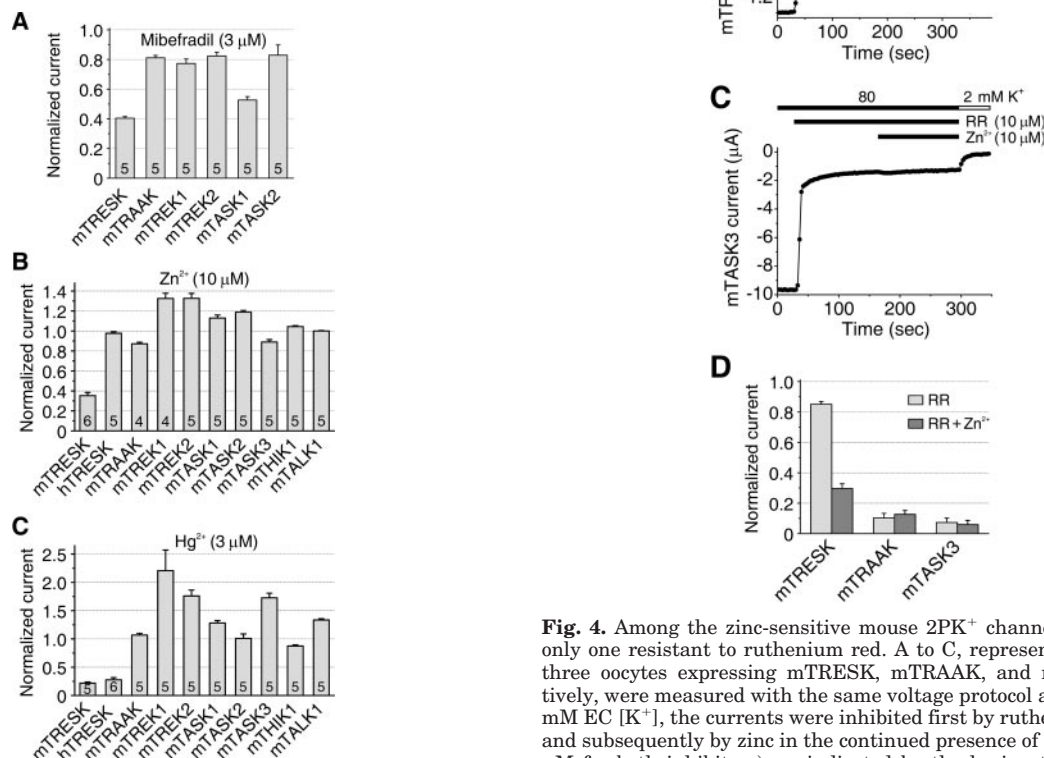 A
Mibefradil (3 µM)
Normalized current
1.0
0.8
0.6
0.4
0.2
0
5 5 5 5 5 5
mTRESK mTRAAK mTREK1 mTREK2 mTASK1 mTASK2
B
Zn²⁺ (10 µM)
Normalized current
1.4
1.2
1.0
0.8
0.6
0.4
0.2
0
6 5 4 4 5 5 5 5 5 5
mTRESK hTRESK mTRAAK mTREK1 mTREK2 mTASK1 mTASK2 mTASK3 mTHIK1 mTALK1
C
Hg²⁺ (3 µM)
Normalized current
2.5
2.0
1.5
1.0
0.5
0
5 6 5 5 5 5 5 5 5 5
mTRESK hTRESK mTRAAK mTREK1 mTREK2 mTASK1 mTASK2 mTASK3 mTHIK1 mTALK1
0 100 200 300
Time (sec)
C
80 2 mM K⁺
RR (10 µM)
Zn²⁺ (10 µM)
mTASK3 current (µA)
0
-2
-4
-6
-8
-10
0 100 200 300
Time (sec)
D
Normalized current
1.0
0.8
0.6
0.4
0.2
0
RR
RR + Zn²⁺
mTRESK mTRAAK mTASK3
Fig. 4. Among the zinc-sensitive mouse 2PK⁺ channe
only one resistant to ruthenium red. A to C, represen
three oocytes expressing mTRESK, mTRAAK, and
tively, were measured with the same voltage protocol a
mM EC [K⁺], the currents were inhibited first by ruthe
and subsequently by zinc in the continued presence of